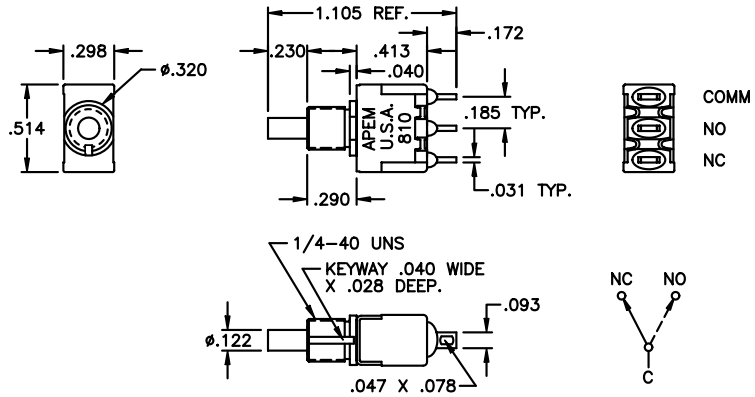 1.105 REF.
.172
.298
.230
.413
ø.320
.040
COMM
.514
APEM
U.S.A.
810
.185 TYP.
NO
NC
.031 TYP.
.290
1/4-40 UNS
KEYWAY .040 WIDE
X .028 DEEP.
NC
NO
.093
ø.122
C
.047 X .078